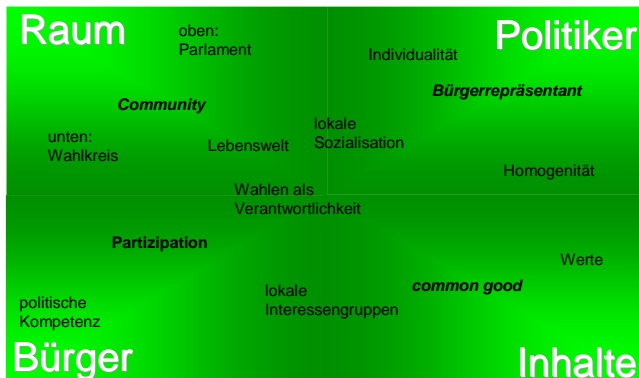 Raum
oben:
Parlament
Individualität
Politiker
Community
Bürgerrepräsentant
unten:
Wahlkreis
Lebenswelt
lokale
Sozialisation
Homogenität
Wahlen als
Verantwortlichkeit
Partizipation
Werte
politische
Kompetenz
lokale
Interessengruppen
common good
Bürger
Inhalte